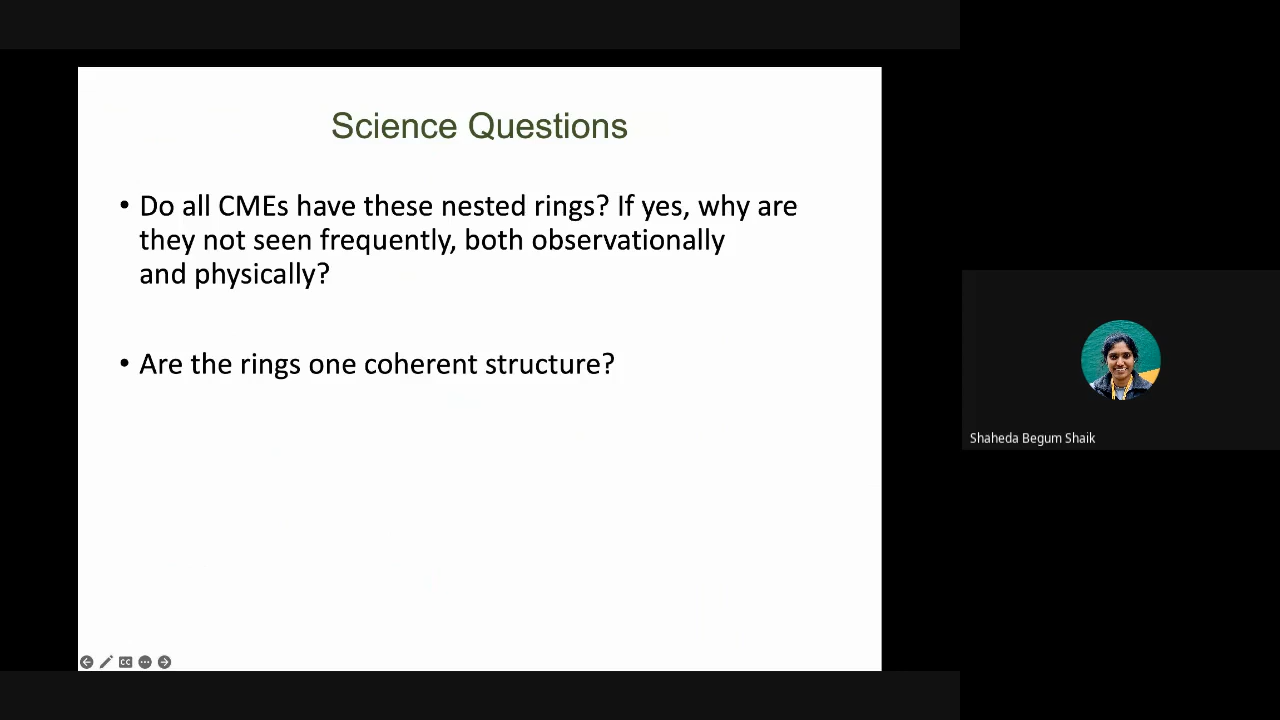 Science Questions
• Do all CMEs have these nested rings? If yes, why are
they not seen frequently, both observationally
and physically?
• Are the rings one coherent structure?
Shaheda Begum Shaik
CC